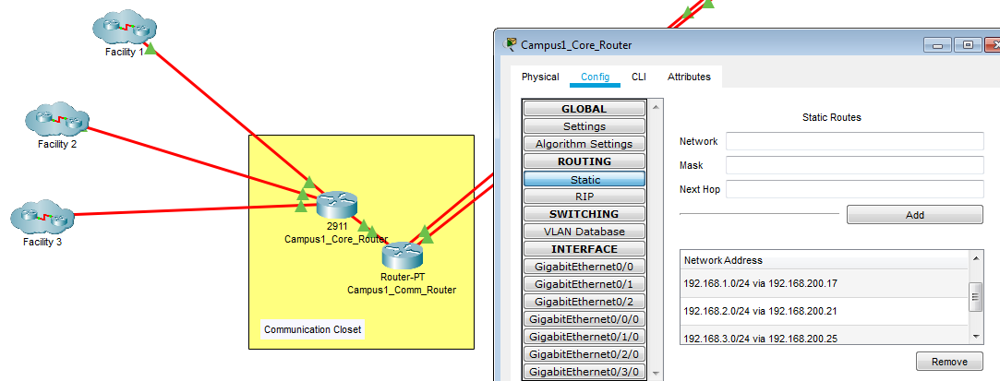 Facility 1
Facility 2
Facility 3
2911
Campus1_Core_Router
Router-PT
Campus1_Comm_Router
Communication Closet
Campus1_Core_Router
Physical Config CLI Attributes
GLOBAL
Settings
Algorithm Settings
ROUTING
Static
RIP
SWITCHING
VLAN Database
INTERFACE
GigabitEthernet0/0
GigabitEthernet0/1
GigabitEthernet0/2
GigabitEthernet0/0/0
GigabitEthernet0/1/0
GigabitEthernet0/2/0
GigabitEthernet0/3/0
Static Routes
Network
Mask
Next Hop
Add
Network Address
192.168.1.0/24 via 192.168.200.17
192.168.2.0/24 via 192.168.200.21
192.168.3.0/24 via 192.168.200.25
Remove